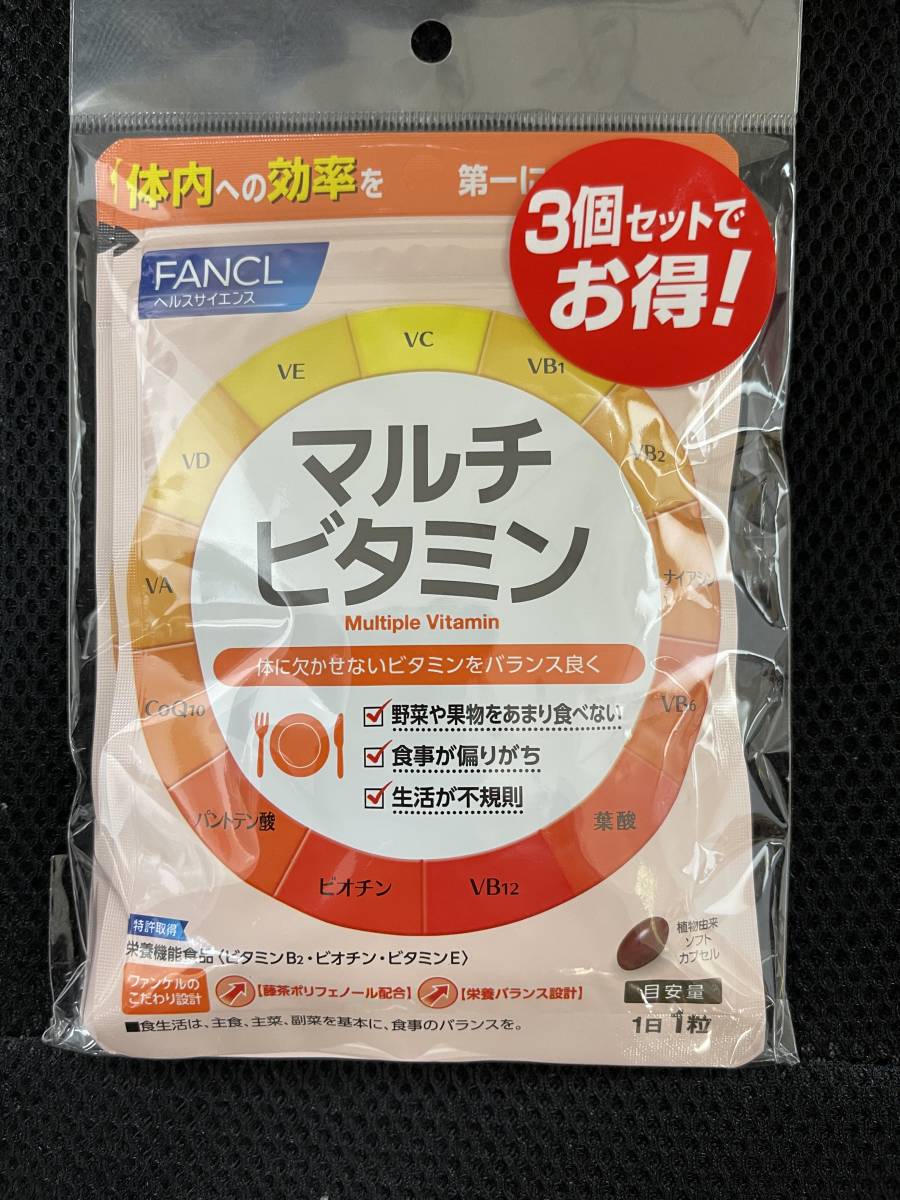 体内への効率を 第一に
3個セットで
お得!
FANCL
ヘルスサイエンス
VC
VE
VB1
VD
VB2
VA
ナイアシン
CoQ10
VB6
パントテン酸
葉酸
ビオチン
VB12
マルチ
ビタミン
Multiple Vitamin
体に欠かせないビタミンをバランス良く
野菜や果物をあまり食べない
食事が偏りがち
生活が不規則
特許取得
栄養機能食品〈ビタミンB2・ビオチン・ビタミンE〉
植物由来
ソフト
カプセル
ファンケルの
こだわり設計
【藤茶ポリフェノール配合】
【栄養バランス設計】
目安量
1日1粒
■食生活は、主食、主菜、副菜を基本に、食事のバランスを。